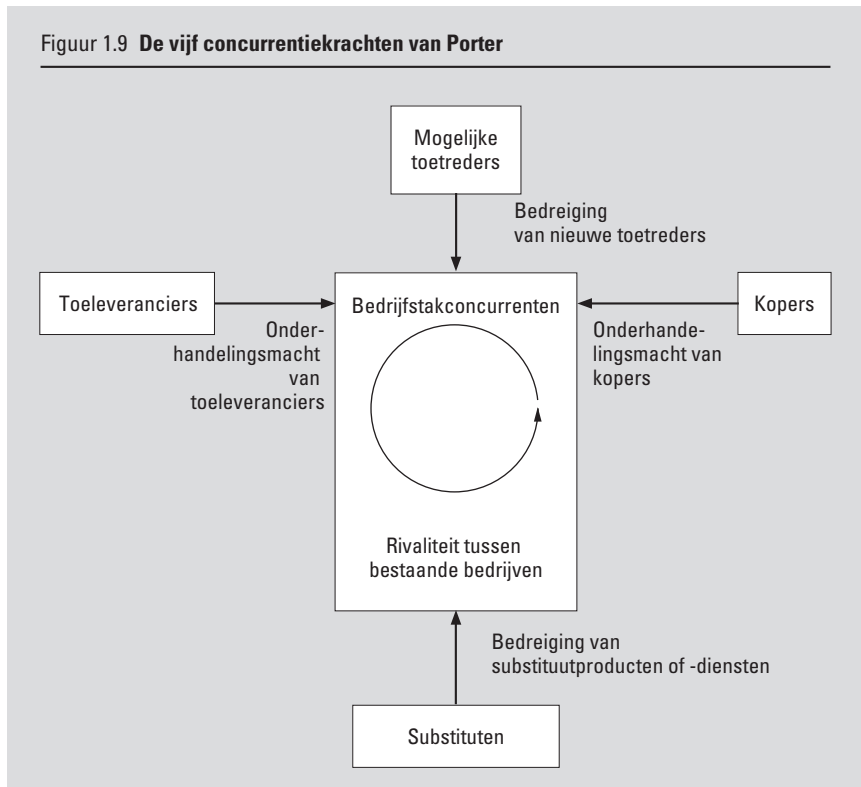 Figuur 1.9 De vijf concurrentiekrachten van Porter
Mogelijke
toetreders
Bedreiging
van nieuwe toetreders
Toeleveranciers
Onder-
handelingsmacht
van
toeleveranciers
Bedrijfstakconcurrenten
Kopers
Onderhande-
lingsmacht van
kopers
Rivaliteit tussen
bestaande bedrijven
Bedreiging van
substituutproducten of -diensten
Substituten